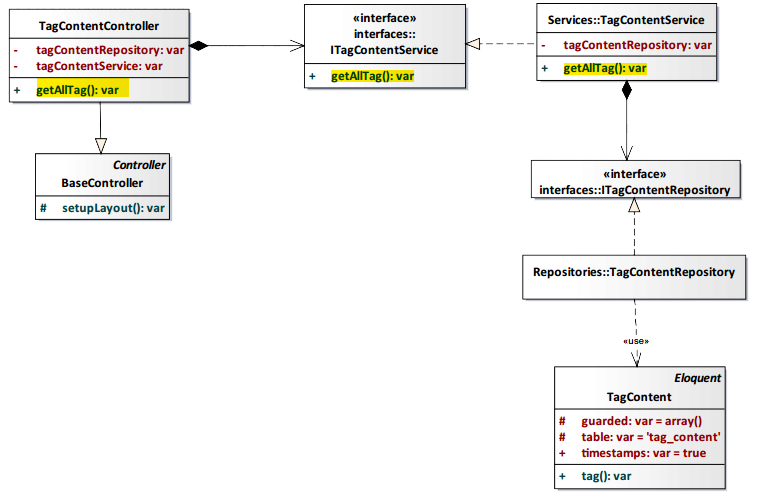 TagContentController
- tagContentRepository: var
- tagContentService: var
+ getAllTag(): var
«interface»
interfaces::
ITagContentService
+ getAllTag(): var
Services::TagContentService
- tagContentRepository: var
+ getAllTag(): var
Controller
BaseController
# setupLayout(): var
«interface»
interfaces::ITagContentRepository
Repositories::TagContentRepository
«use»
Eloquent
TagContent
# guarded: var = array()
# table: var = 'tag_content'
+ timestamps: var = true
+ tag(): var